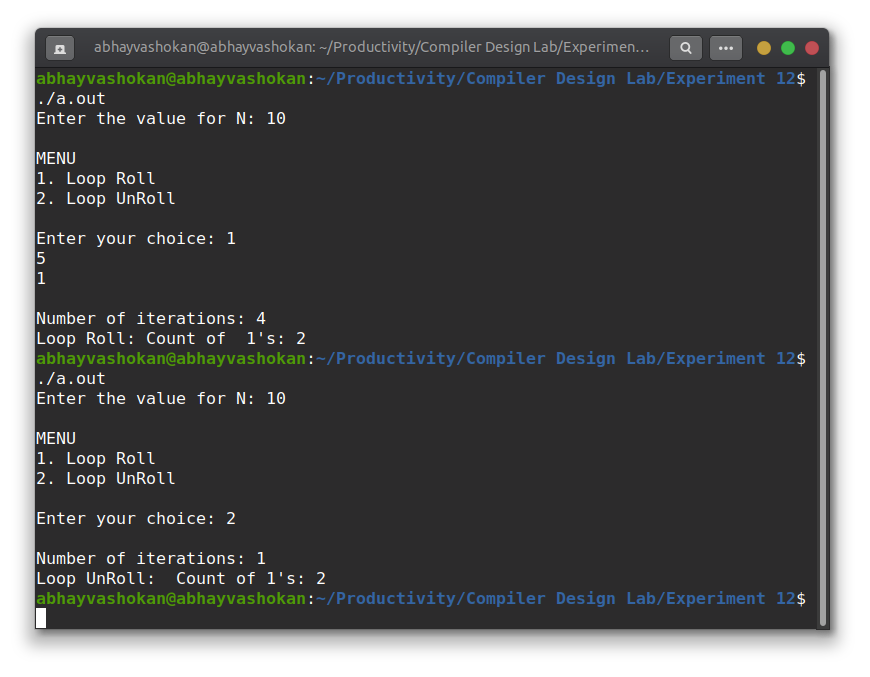 abhayvashokan@abhayvashokan: ~/Productivity/Compiler Design Lab/Experimen...
abhayvashokan@abhayvashokan:~/Productivity/Compiler Design Lab/Experiment 12$
./a.out
Enter the value for N: 10
MENU
1. Loop Roll
2. Loop UnRoll
Enter your choice: 1
5
1
Number of iterations: 4
Loop Roll: Count of  1's: 2
abhayvashokan@abhayvashokan:~/Productivity/Compiler Design Lab/Experiment 12$
./a.out
Enter the value for N: 10
MENU
1. Loop Roll
2. Loop UnRoll
Enter your choice: 2
Number of iterations: 1
Loop UnRoll:  Count of 1's: 2
abhayvashokan@abhayvashokan:~/Productivity/Compiler Design Lab/Experiment 12$